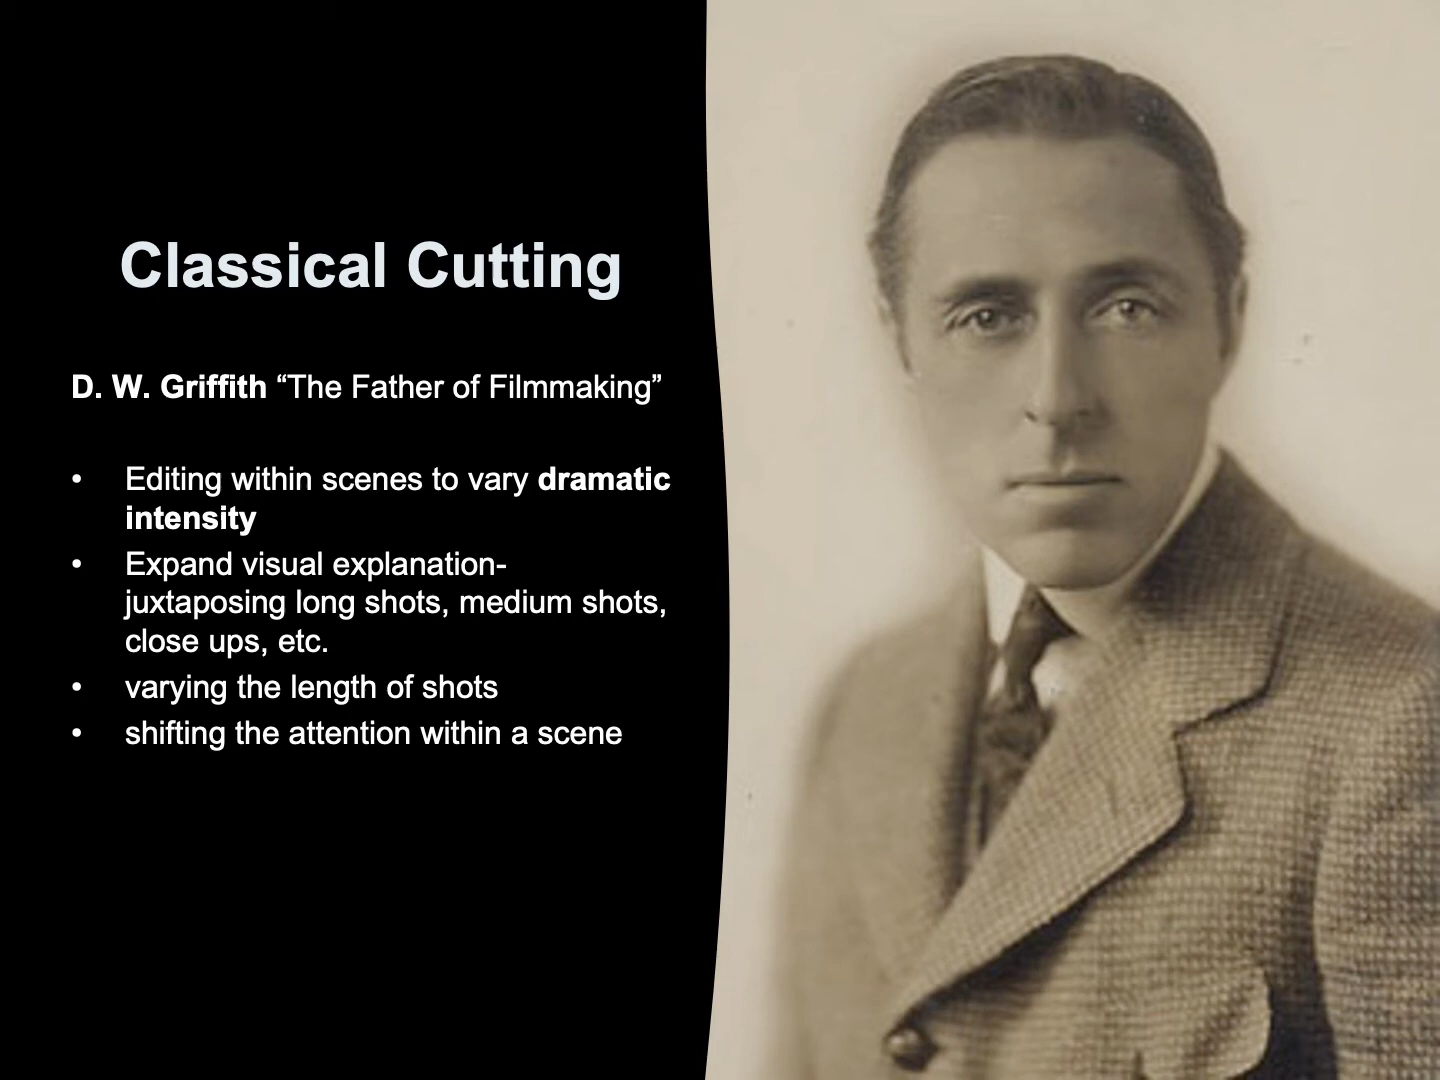 Classical Cutting
D. W. Griffith “The Father of Filmmaking”
• Editing within scenes to vary dramatic
intensity
• Expand visual explanation-
juxtaposing long shots, medium shots,
close ups, etc.
• varying the length of shots
• shifting the attention within a scene